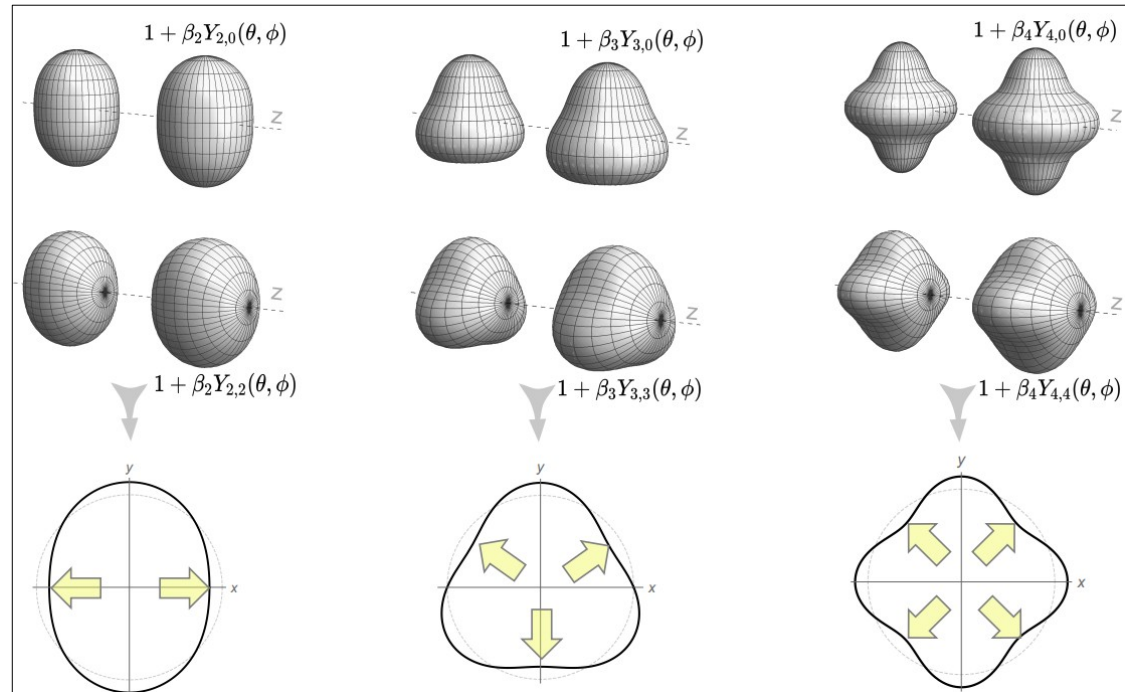 1 + β₂Y₂,₀(θ, ϕ)
1 + β₃Y₃,₀(θ, ϕ)
1 + β₄Y₄,₀(θ, ϕ)
Z
Z
Z
Z
Z
Z
1 + β₂Y₂,₂(θ, ϕ)
1 + β₃Y₃,₃(θ, ϕ)
1 + β₄Y₄,₄(θ, ϕ)
y
y
y
x
x
x